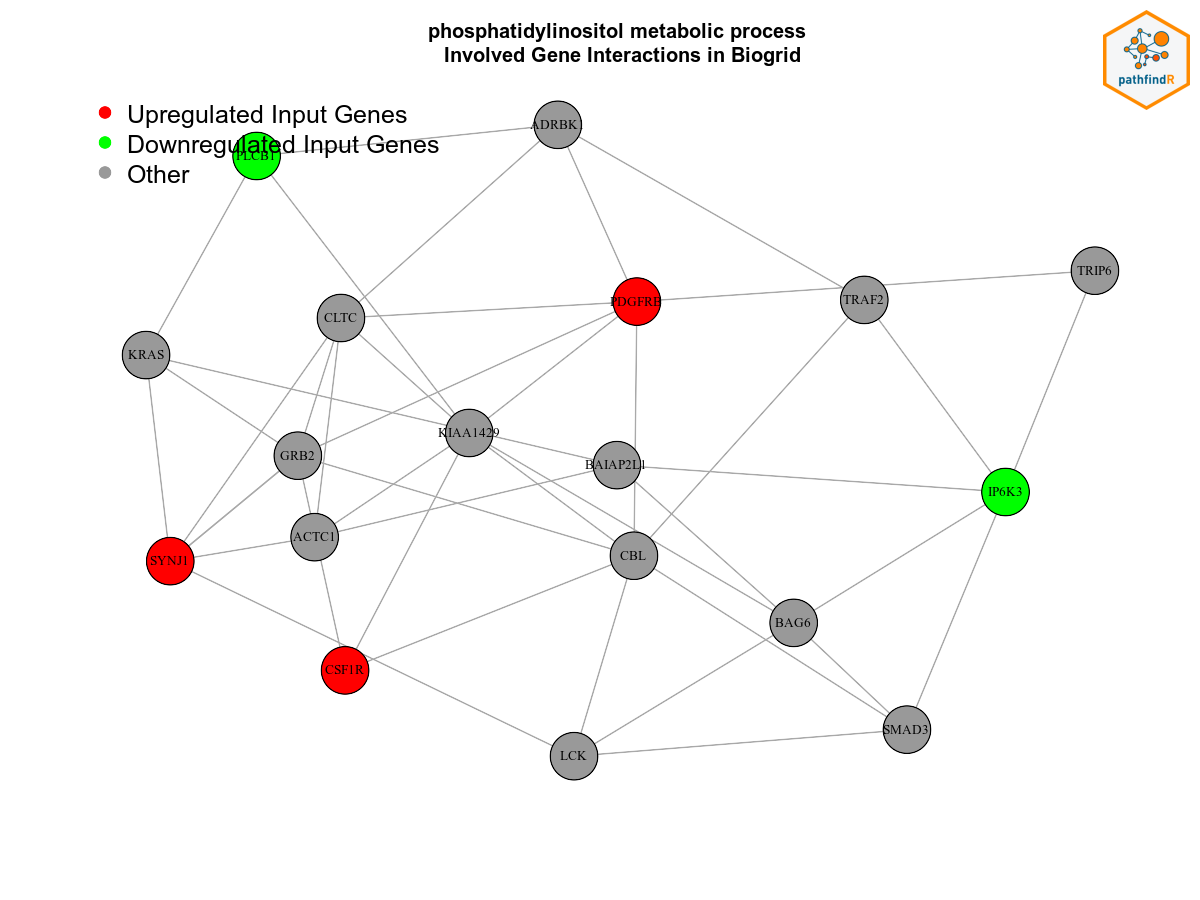 phosphatidylinositol metabolic process
Involved Gene Interactions in Biogrid
pathfindR
Upregulated Input Genes
Downregulated Input Genes
Other
ADRBK1
PLCB1
TRIP6
TRAF2
PDGFRB
CLTC
KRAS
KIAA1429
GRB2
BAIAP2L1
IP6K3
ACTC1
CBL
SYNJ1
BAG6
CSF1R
SMAD3
LCK